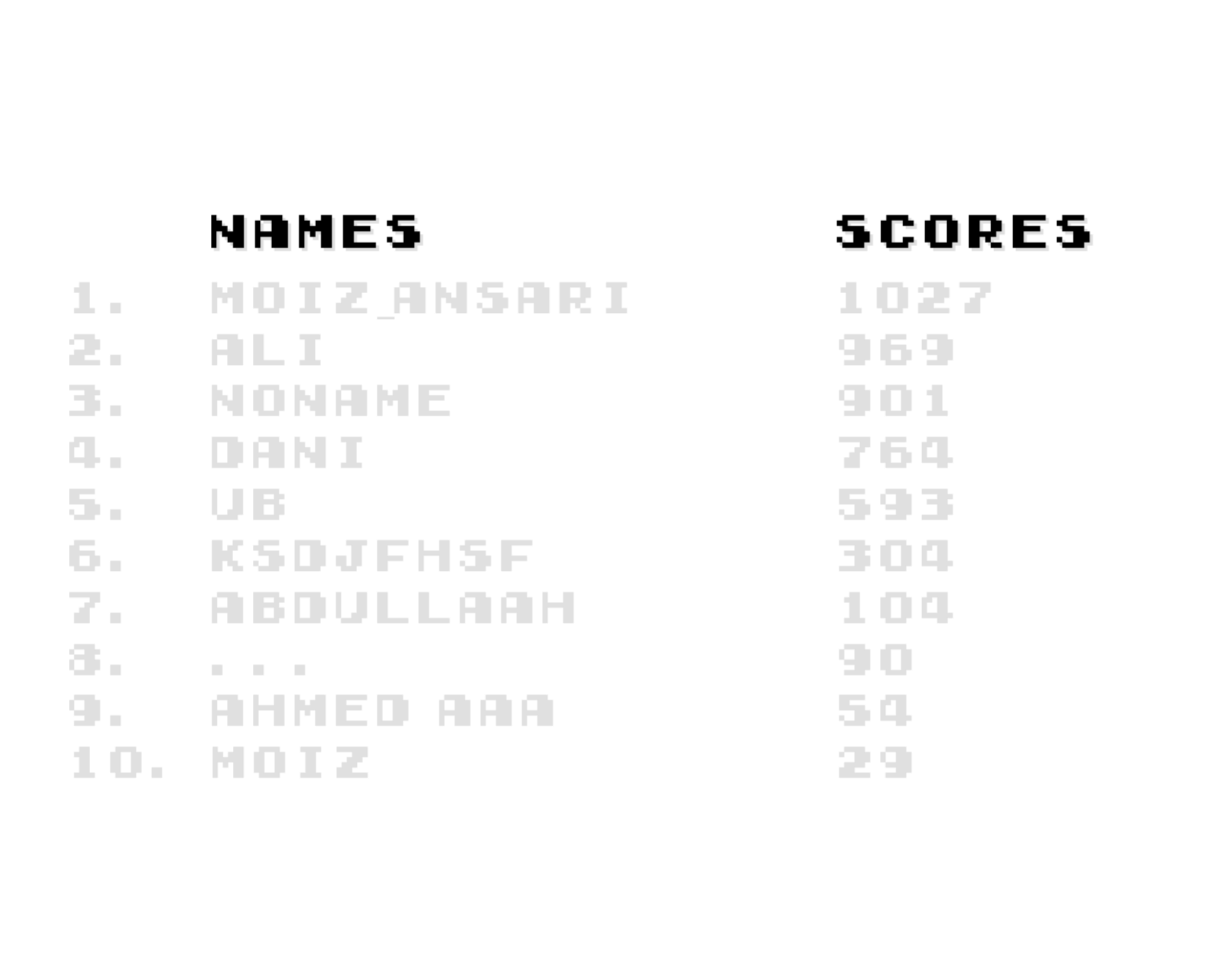 NAMES SCORES
1. MOIZ_ANSARI 1027
2. ALI 969
3. NONAME 901
4. DANI 764
5. UB 593
6. KSDJFHSF 304
7. ABDULLAAH 104
8. ... 90
9. AHMED AAA 54
10. MOIZ 29